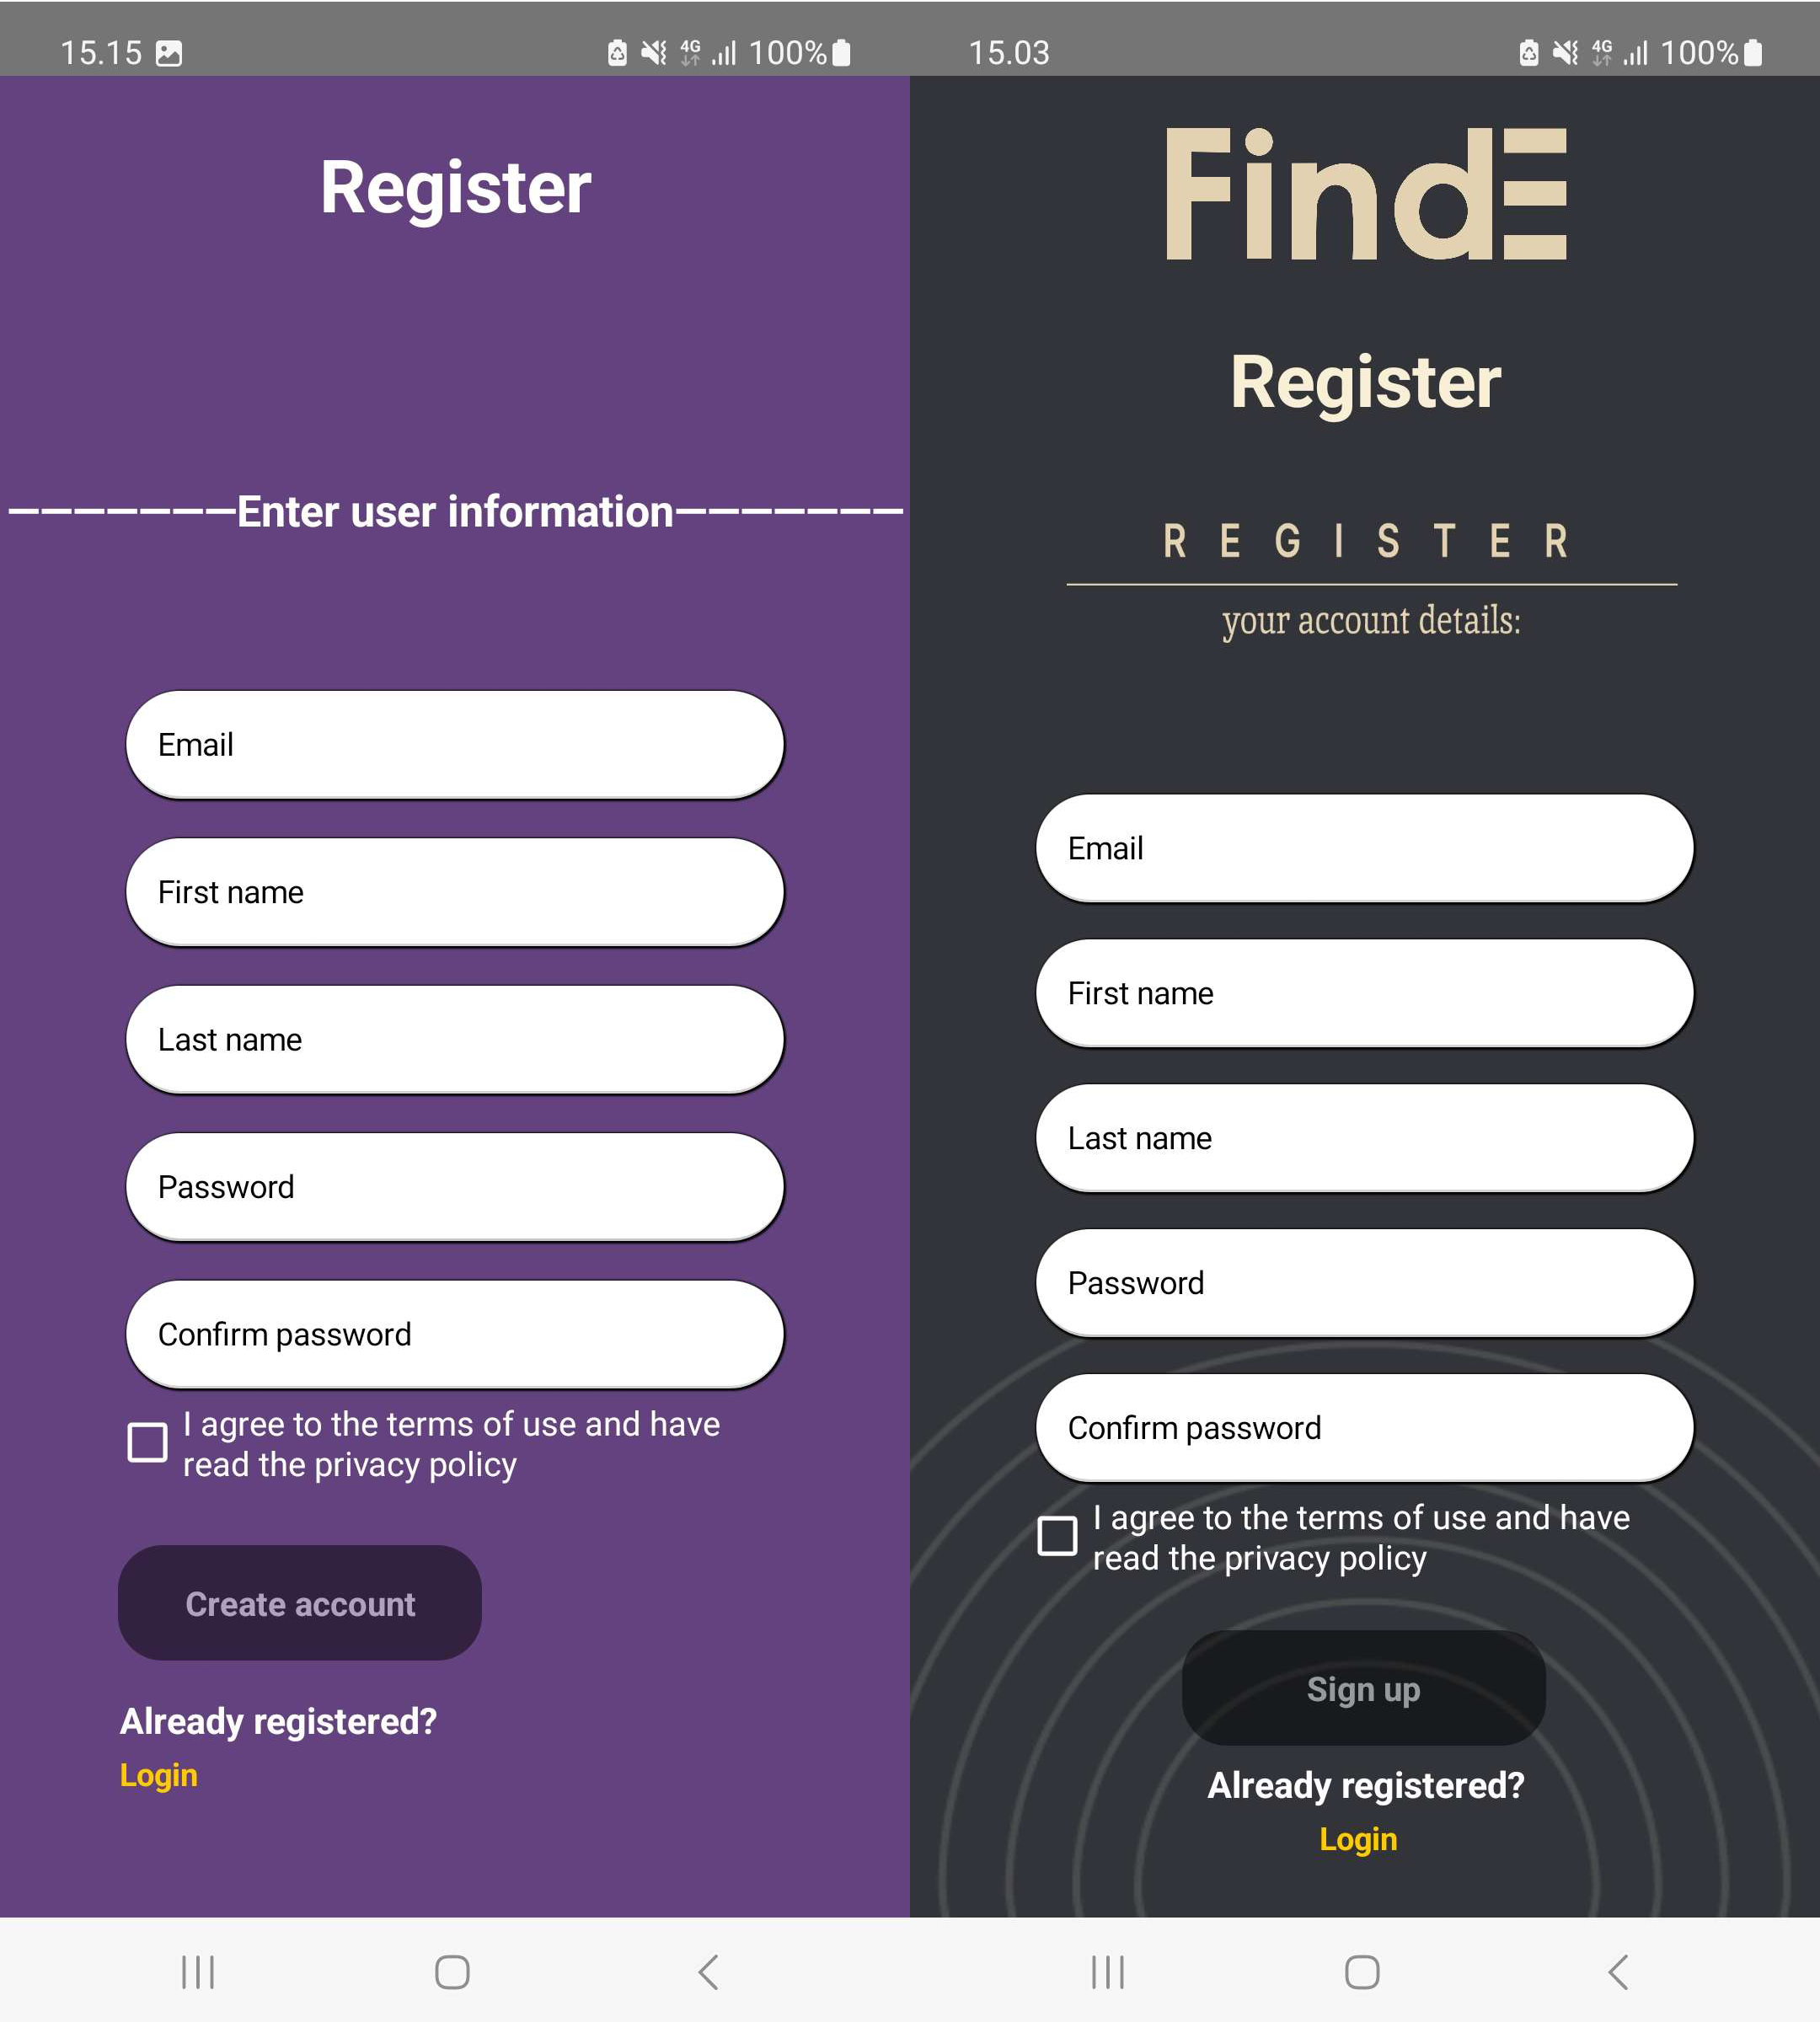 15.15
4G
100%
Register
-------Enter user information-------
Email
First name
Last name
Password
Confirm password
I agree to the terms of use and have
read the privacy policy
Create account
Already registered?
Login
15.03
4G
100%
FindE
Register
REGISTER
your account details:
Email
First name
Last name
Password
Confirm password
I agree to the terms of use and have
read the privacy policy
Sign up
Already registered?
Login